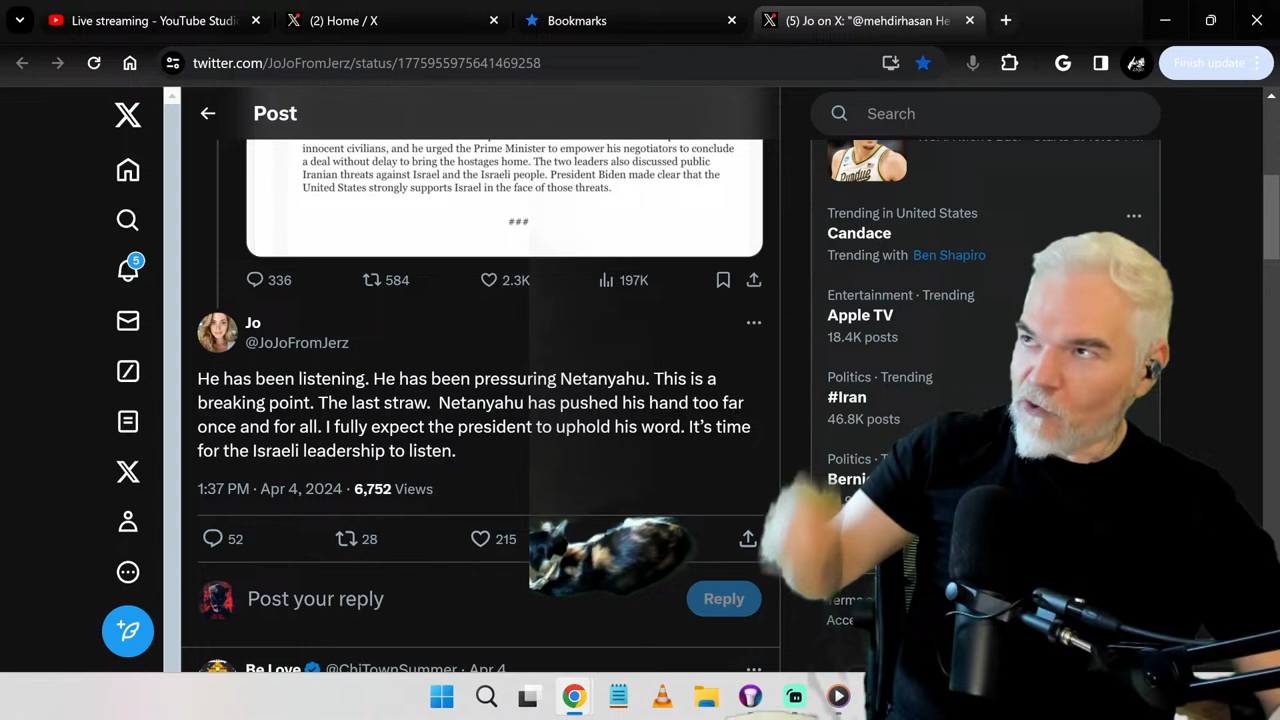 Live streaming - YouTube Studi
(2) Home / X
Bookmarks
(5) Jo on X: "@mehdirhasan He
twitter.com/JoJoFromJerz/status/1775955975641469258
Finish update
Post
Search
innocent civilians, and he urged the Prime Minister to empower his negotiators to conclude
a deal without delay to bring the hostages home. The two leaders also discussed public
Iranian threats against Israel and the Israeli people. President Biden made clear that the
United States strongly supports Israel in the face of those threats.
###
336 584 2.3K 197K
Jo
@JoJoFromJerz
He has been listening. He has been pressuring Netanyahu. This is a
breaking point. The last straw. Netanyahu has pushed his hand too far
once and for all. I fully expect the president to uphold his word. It's time
for the Israeli leadership to listen.
1:37 PM · Apr 4, 2024 · 6,752 Views
52 28 215
Post your reply
Reply
Be Love @ChiTownSummer · Apr 4
5
PURDUE
Trending in United States
Candace
Trending with Ben Shapiro
Entertainment · Trending
Apple TV
18.4K posts
Politics · Trending
#Iran
46.8K posts
Politics ·